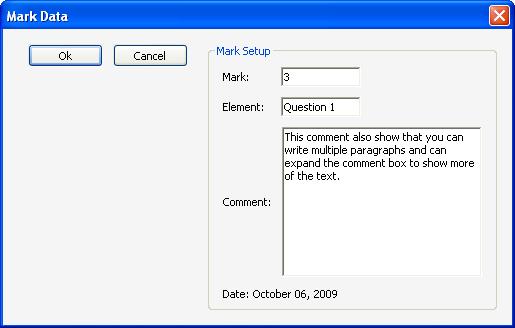 Mark Data
Ok
Cancel
Mark Setup
Mark: 3
Element: Question 1
Comment:
This comment also show that you can
write multiple paragraphs and can
expand the comment box to show more
of the text.
Date: October 06, 2009